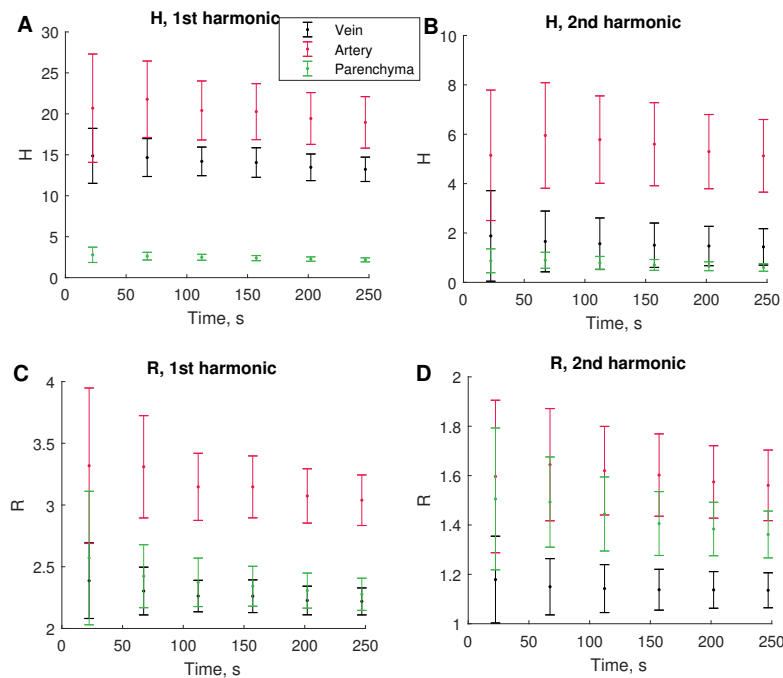 A
H, 1st harmonic
30
25
20
15
10
5
0
H
0 50 100 150 200 250
Time, s
Vein
Artery
Parenchyma
B
H, 2nd harmonic
10
8
6
4
2
0
H
0 50 100 150 200 250
Time, s
C
R, 1st harmonic
4
3.5
3
2.5
2
R
0 50 100 150 200 250
Time, s
D
R, 2nd harmonic
2
1.8
1.6
1.4
1.2
1
R
0 50 100 150 200 250
Time, s